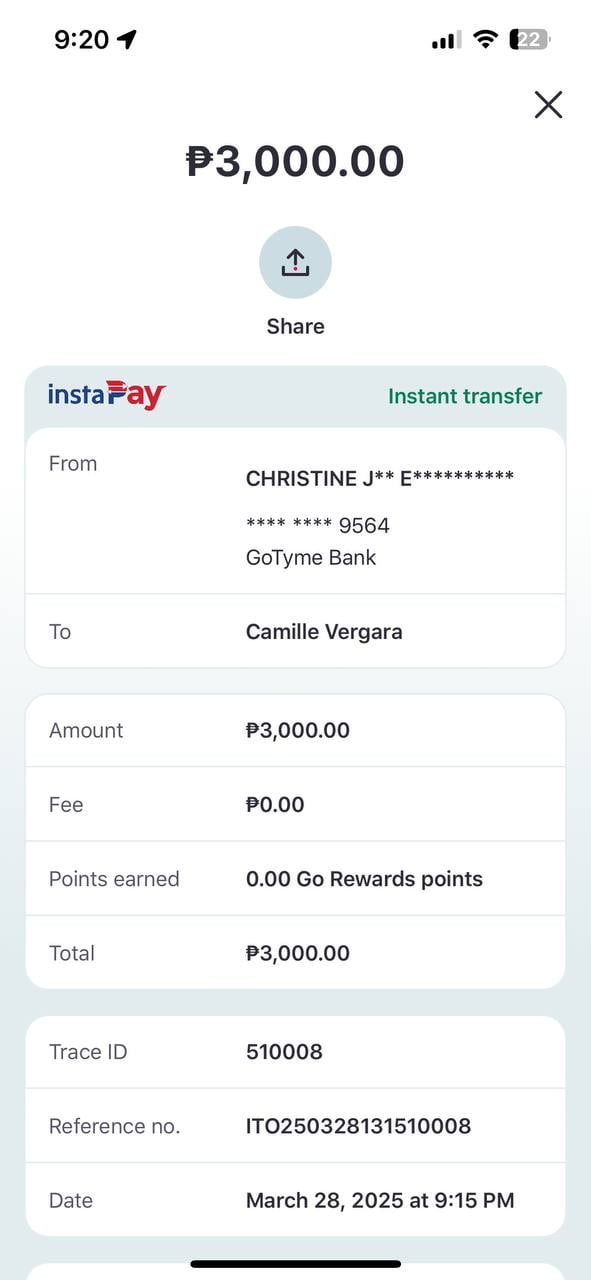 9:20
22
₱3,000.00
Share
instaPay
Instant transfer
From
CHRISTINE J** E**********
**** **** 9564
GoTyme Bank
To
Camille Vergara
Amount
₱3,000.00
Fee
₱0.00
Points earned
0.00 Go Rewards points
Total
₱3,000.00
Trace ID
510008
Reference no.
ITO250328131510008
Date
March 28, 2025 at 9:15 PM